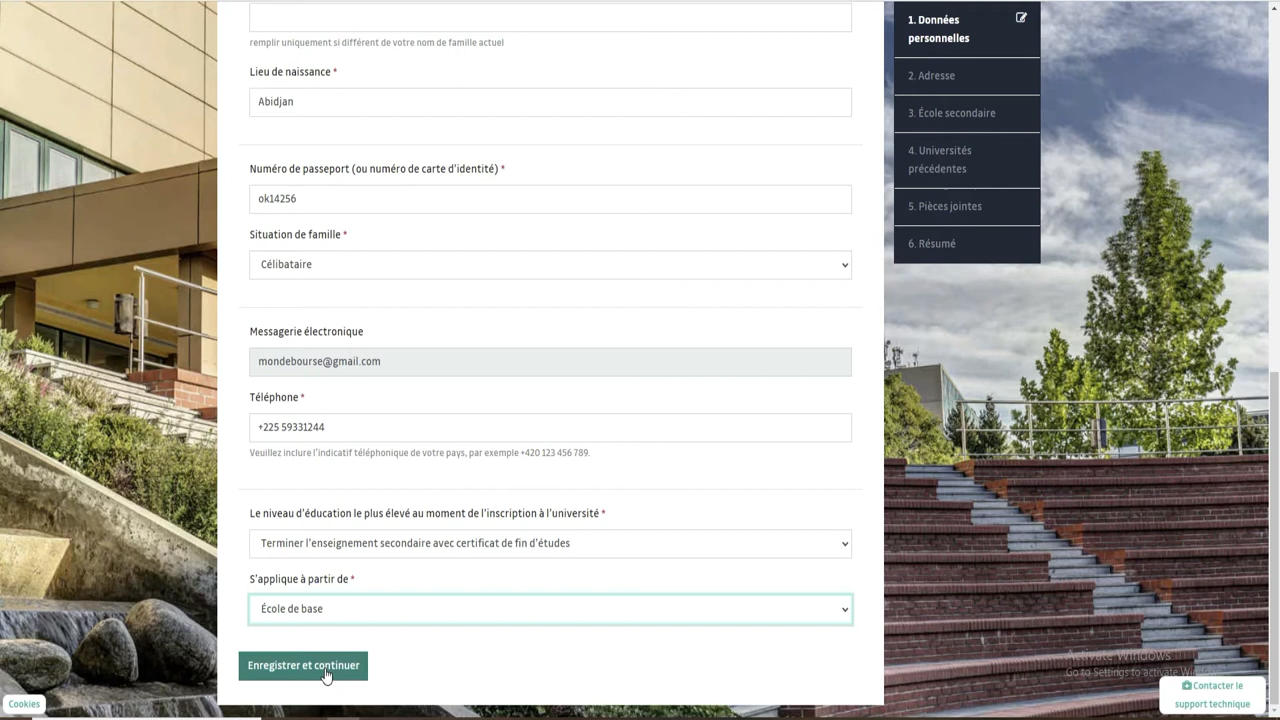 remplir uniquement si différent de votre nom de famille actuel
Lieu de naissance *
Abidjan
Numéro de passeport (ou numéro de carte d'identité) *
ok14256
Situation de famille *
Célibataire
Messagerie électronique
mondebourse@gmail.com
Téléphone *
+225 59331244
Veuillez inclure l'indicatif téléphonique de votre pays, par exemple +420 123 456 789.
Le niveau d'éducation le plus élevé au moment de l'inscription à l'université *
Terminer l'enseignement secondaire avec certificat de fin d'études
S'applique à partir de *
École de base
Enregistrer et continuer
1. Données
personnelles
2. Adresse
3. École secondaire
4. Universités
précédentes
5. Pièces jointes
6. Résumé
Activate Windows
Go to Settings to activate
Contacter le
support technique
Cookies